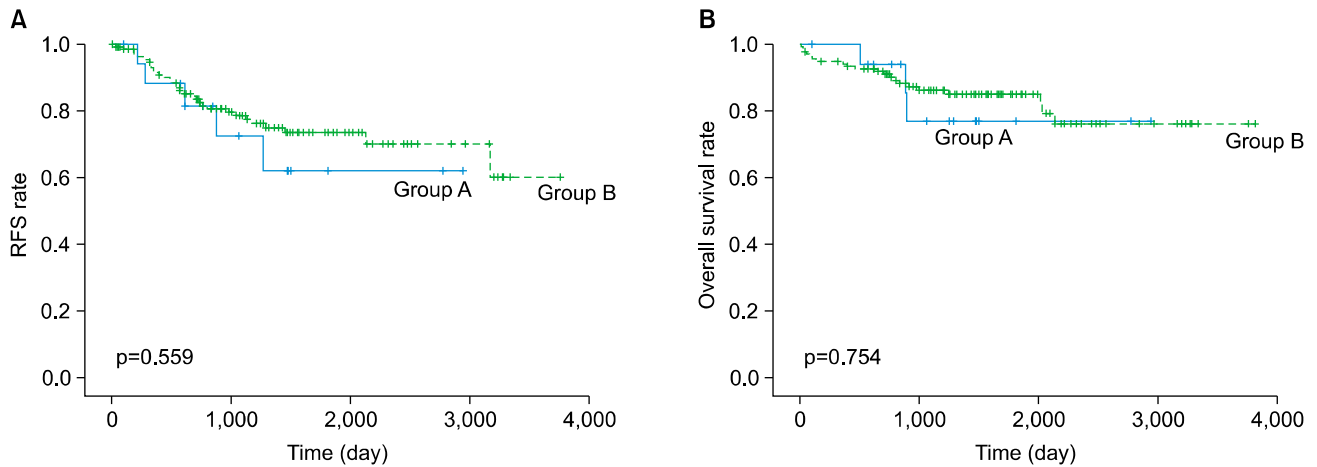 A
RFS rate
1.0
0.8
0.6
0.4
0.2
0.0
Group A
Group B
p=0.559
0 1,000 2,000 3,000 4,000
Time (day)
B
Overall survival rate
1.0
0.8
0.6
0.4
0.2
0.0
Group A
Group B
p=0.754
0 1,000 2,000 3,000 4,000
Time (day)